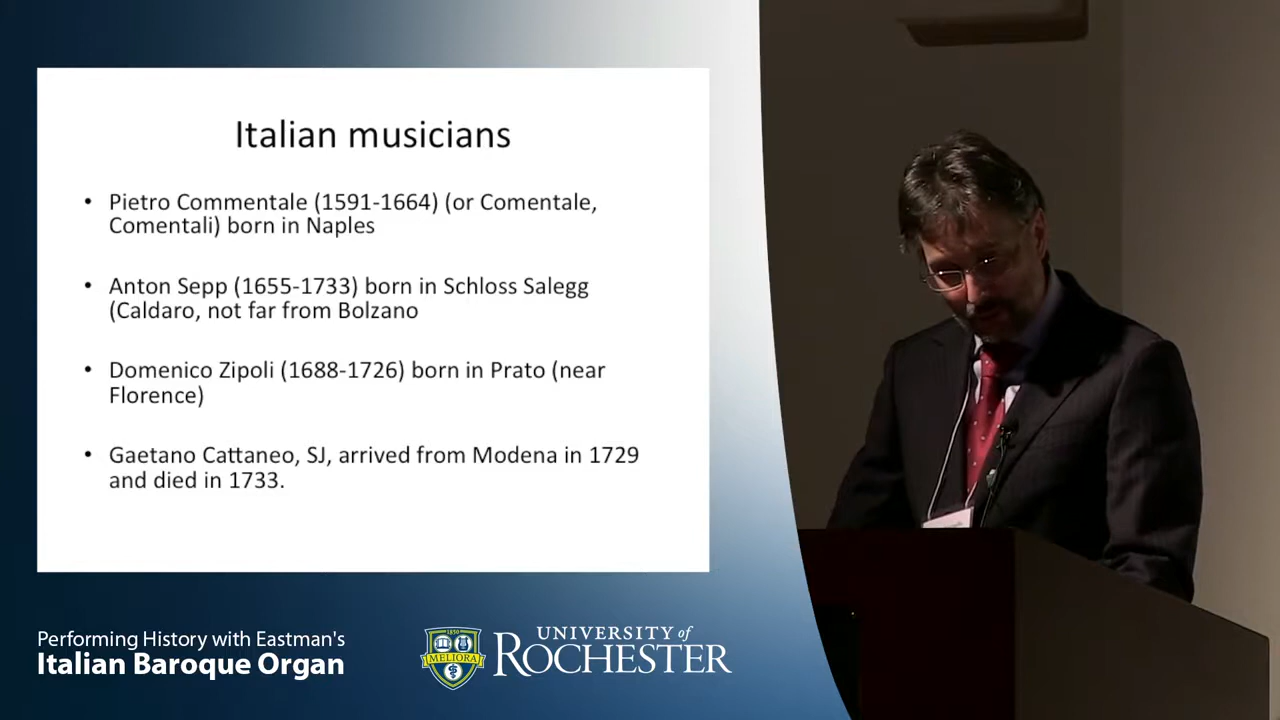 Italian musicians
• Pietro Commentale (1591-1664) (or Comentale,
Comentali) born in Naples
• Anton Sepp (1655-1733) born in Schloss Salegg
(Caldaro, not far from Bolzano
• Domenico Zipoli (1688-1726) born in Prato (near
Florence)
• Gaetano Cattaneo, SJ, arrived from Modena in 1729
and died in 1733.
Performing History with Eastman's
Italian Baroque Organ
1850
MELIORA
UNIVERSITY of
ROCHESTER